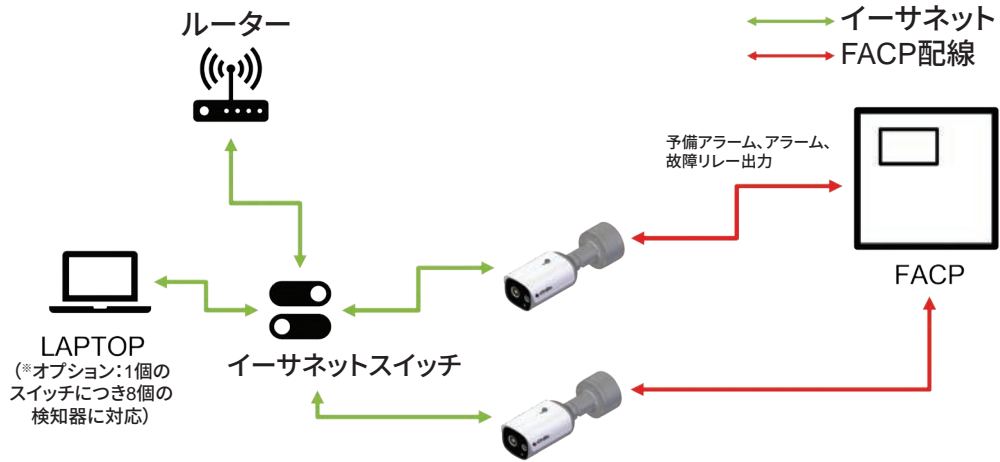 ルーター
イーサネット
FACP配線
予備アラーム、アラーム、
故障リレー出力
FACP
LAPTOP
（※オプション：1個の
スイッチにつき8個の
検知器に対応）
イーサネットスイッチ